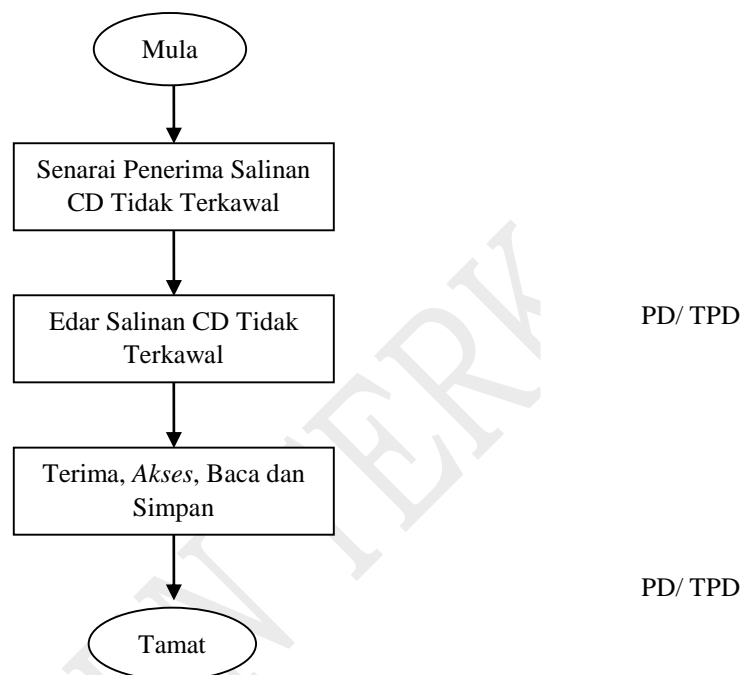 Mula
Senarai Penerima Salinan
CD Tidak Terkawal
Edar Salinan CD Tidak
Terkawal
PD/ TPD
Terima, Akses, Baca dan
Simpan
PD/ TPD
Tamat